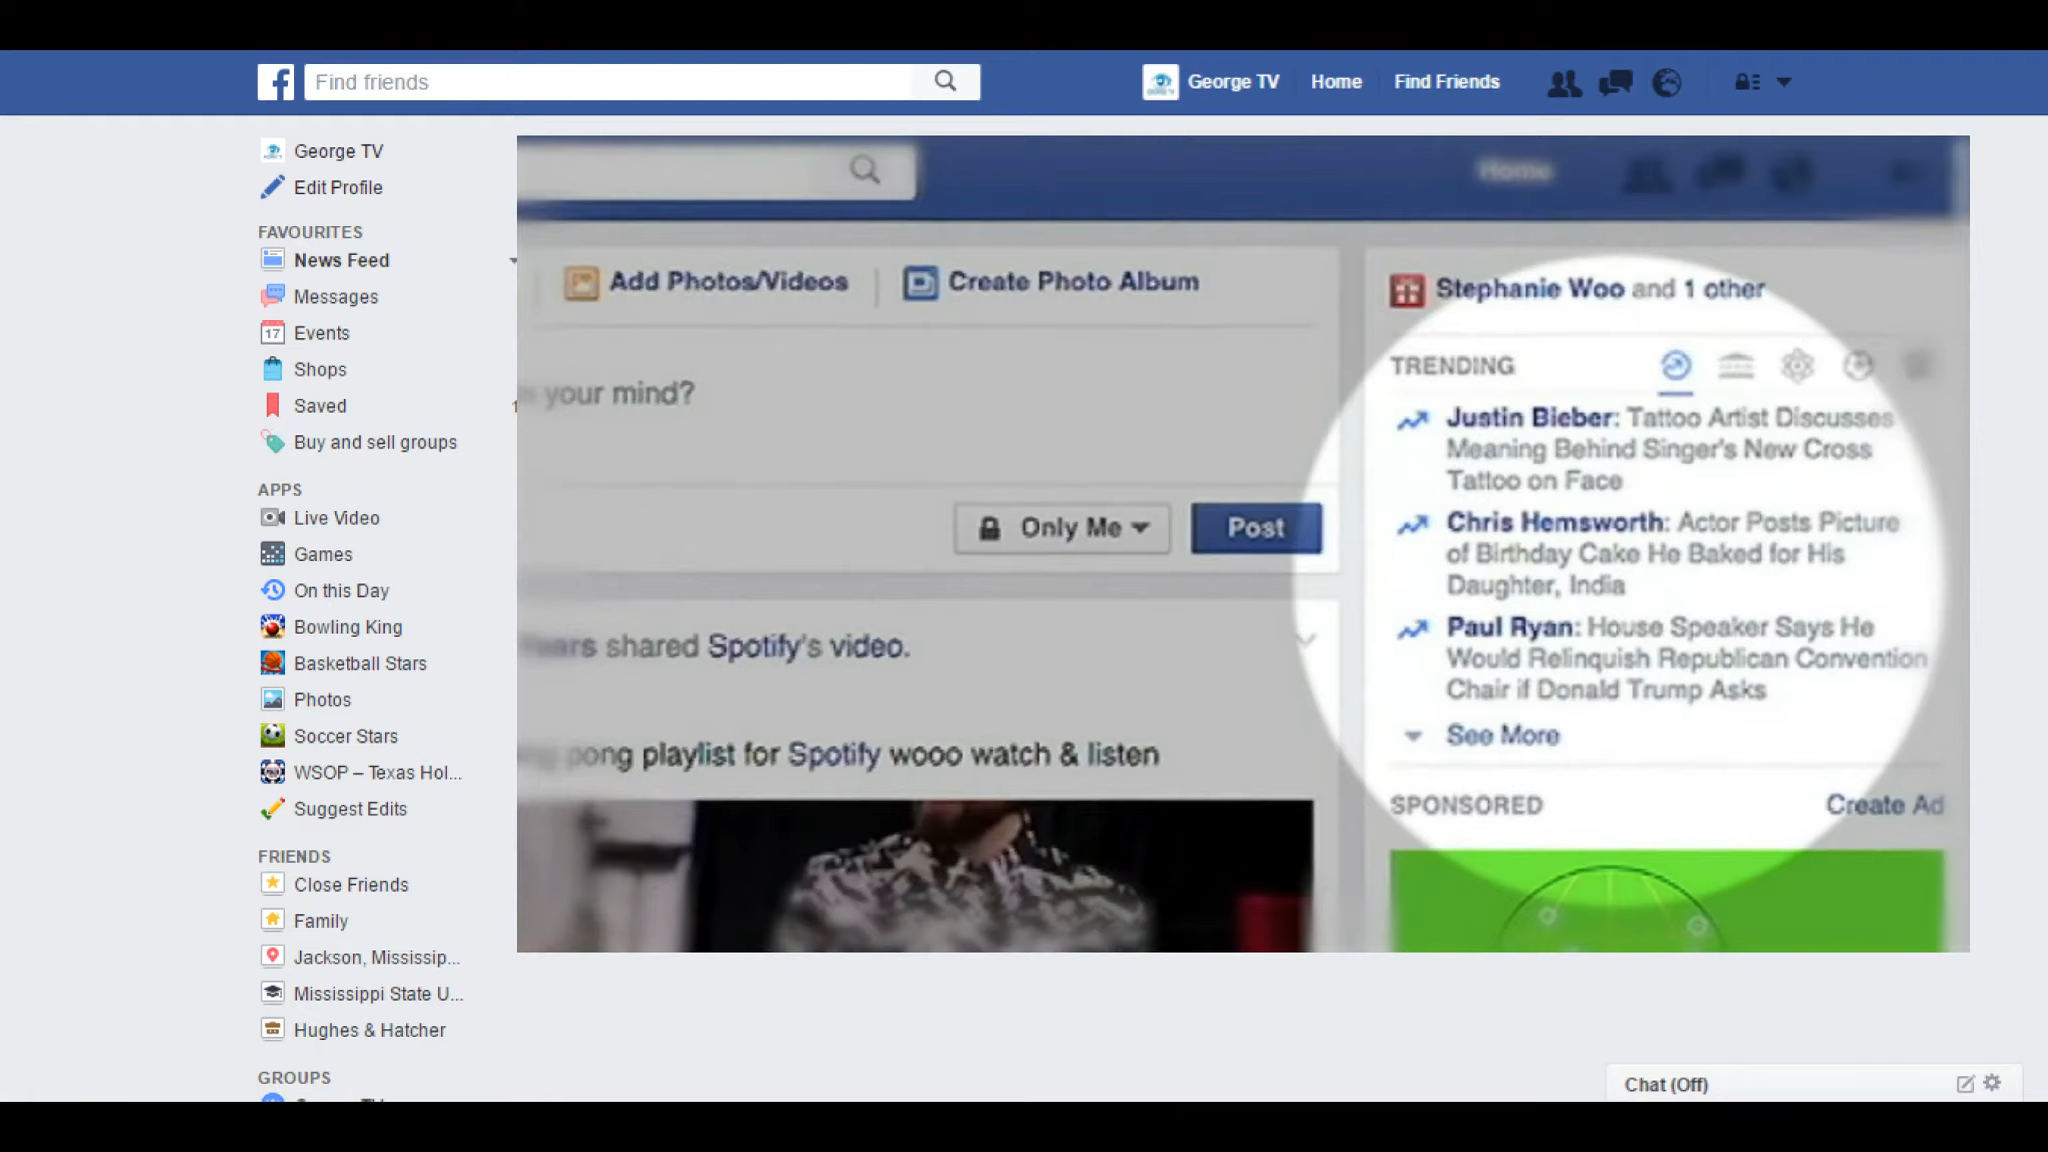 Find friends
George TV
Home
Find Friends
George TV
Edit Profile
FAVOURITES
News Feed
Messages
17
Events
Shops
Saved
1
Buy and sell groups
APPS
Live Video
Games
On this Day
Bowling King
Basketball Stars
Photos
Soccer Stars
WSOP – Texas Hol...
Suggest Edits
FRIENDS
Close Friends
Family
Jackson, Mississip...
Mississippi State U...
Hughes & Hatcher
GROUPS
Home
Add Photos/Videos
Create Photo Album
your mind?
Only Me
Post
shared Spotify's video.
pong playlist for Spotify wooo watch & listen
Stephanie Woo and 1 other
TRENDING
Justin Bieber: Tattoo Artist Discusses
Meaning Behind Singer's New Cross
Tattoo on Face
Chris Hemsworth: Actor Posts Picture
of Birthday Cake He Baked for His
Daughter, India
Paul Ryan: House Speaker Says He
Would Relinquish Republican Convention
Chair if Donald Trump Asks
See More
SPONSORED
Create Ad
Chat (Off)